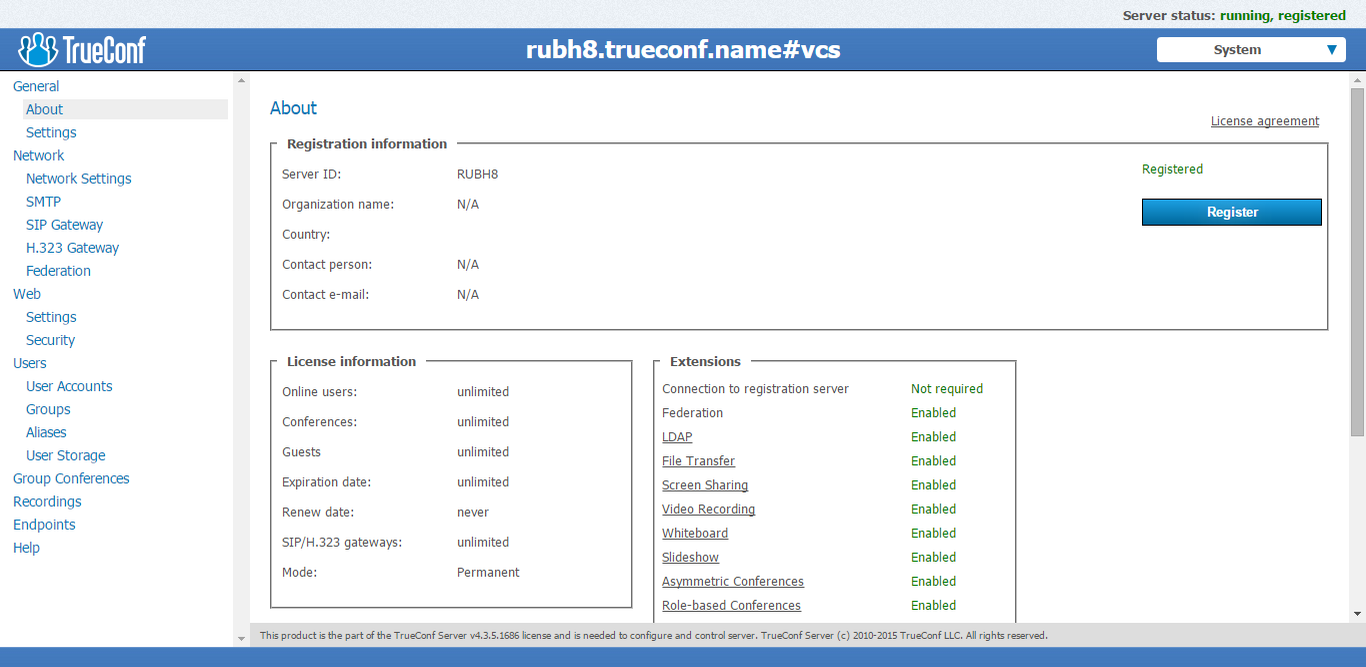 Server status: running, registered
TrueConf
rubh8.trueconf.name#vcs
System
General
About
Settings
Network
Network Settings
SMTP
SIP Gateway
H.323 Gateway
Federation
Web
Settings
Security
Users
User Accounts
Groups
Aliases
User Storage
Group Conferences
Recordings
Endpoints
Help
About
License agreement
Registration information
Server ID: RUBH8
Registered
Organization name: N/A
Register
Country:
Contact person: N/A
Contact e-mail: N/A
License information
Online users: unlimited
Conferences: unlimited
Guests unlimited
Expiration date: unlimited
Renew date: never
SIP/H.323 gateways: unlimited
Mode: Permanent
Extensions
Connection to registration server Not required
Federation Enabled
LDAP Enabled
File Transfer Enabled
Screen Sharing Enabled
Video Recording Enabled
Whiteboard Enabled
Slideshow Enabled
Asymmetric Conferences Enabled
Role-based Conferences Enabled
This product is the part of the TrueConf Server v4.3.5.1686 license and is needed to configure and control server. TrueConf Server (c) 2010-2015 TrueConf LLC. All rights reserved.